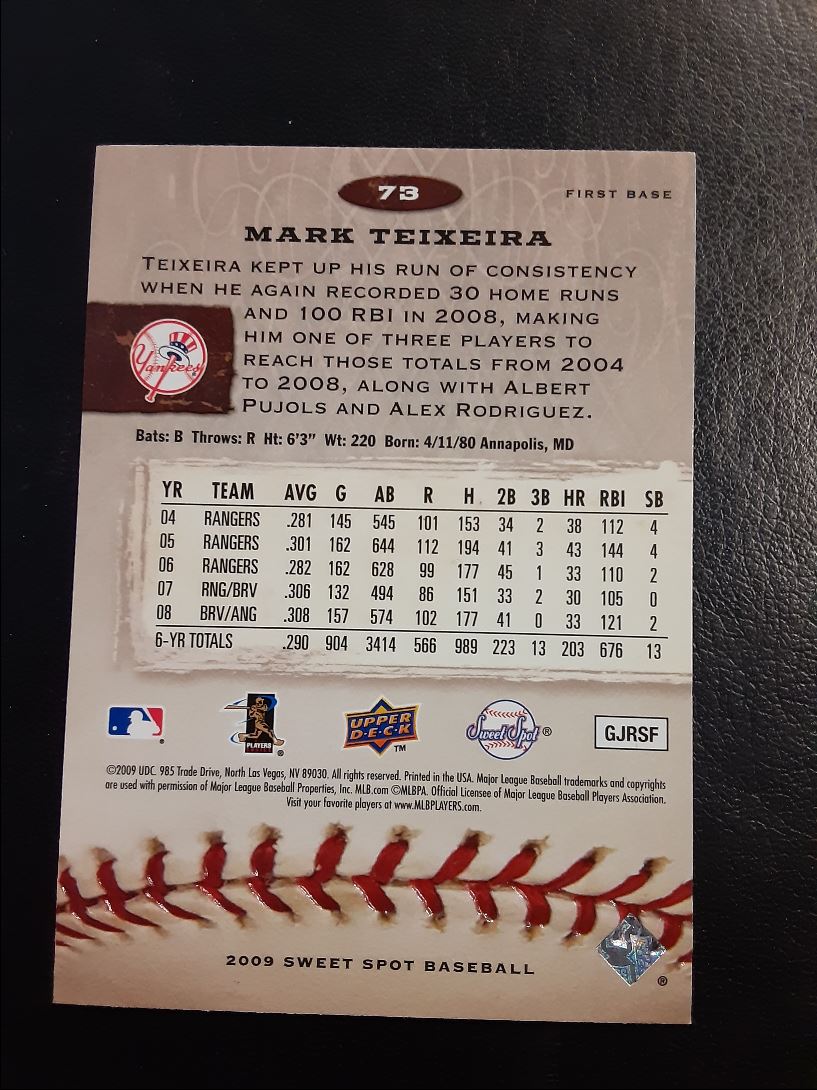 73
FIRST BASE
MARK TEIXEIRA
TEIXEIRA KEPT UP HIS RUN OF CONSISTENCY
WHEN HE AGAIN RECORDED 30 HOME RUNS
AND 100 RBI IN 2008, MAKING
HIM ONE OF THREE PLAYERS TO
REACH THOSE TOTALS FROM 2004
TO 2008, ALONG WITH ALBERT
PUJOLS AND ALEX RODRIGUEZ.
Yankees
Bats: B Throws: R Ht: 6'3" Wt: 220 Born: 4/11/80 Annapolis, MD
YR TEAM AVG G AB R H 2B 3B HR RBI SB
04 RANGERS .281 145 545 101 153 34 2 38 112 4
05 RANGERS .301 162 644 112 194 41 3 43 144 4
06 RANGERS .282 162 628 99 177 45 1 33 110 2
07 RNG/BRV .306 132 494 86 151 33 2 30 105 0
08 BRV/ANG .308 157 574 102 177 41 0 33 121 2
6-YR TOTALS .290 904 3414 566 989 223 13 203 676 13
® PLAYERS ® UPPER D·E·C·K ™ Sweet Spot ® GJRSF
©2009 UDC. 985 Trade Drive, North Las Vegas, NV 89030. All rights reserved. Printed in the USA. Major League Baseball trademarks and copyrights
are used with permission of Major League Baseball Properties, Inc. MLB.com ©MLBPA. Official Licensee of Major League Baseball Players Association.
Visit your favorite players at www.MLBPLAYERS.com.
2009 SWEET SPOT BASEBALL
®